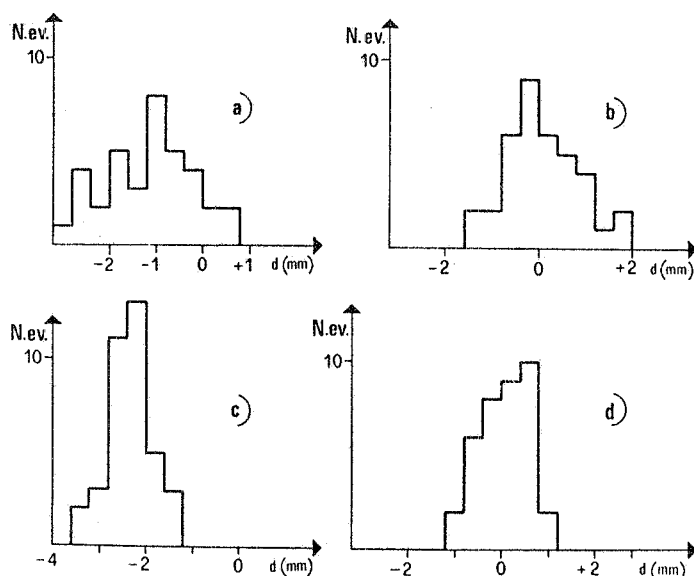 N.ev.
10
a)
-2 -1 0 +1 d (mm)
N.ev.
10
b)
-2 0 +2 d (mm)
N.ev.
10
c)
-4 -2 0 d (mm)
N.ev.
10
d)
-2 0 +2 d (mm)